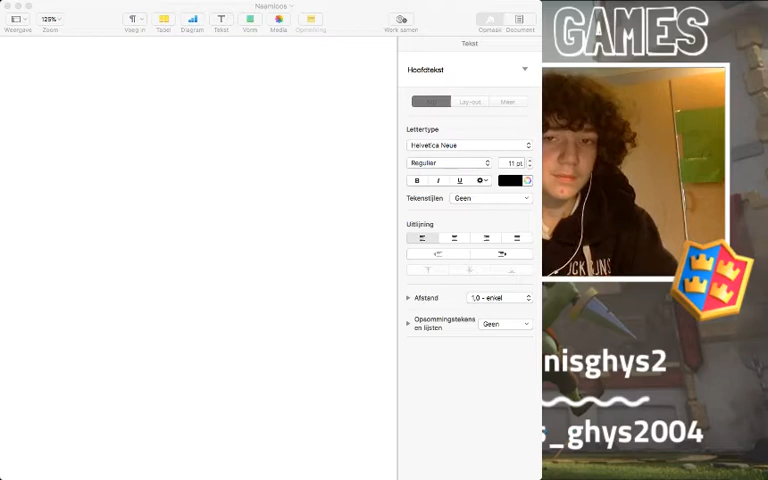 Naamloos
125%
Weergave Zoom Voeg in Tabel Diagram Tekst Vorm Media Opmerking Werk samen Opmaak Document
Tekst
Hoofdtekst
Lay-out Meer
Lettertype
Helvetica Neue
Regulier 11 pt
B I U
Tekenstijlen Geen
Uitlijning
Afstand 1,0 - enkel
Opsommingstekens
en lijsten Geen
GAMES
nisghys2
s_ghys2004